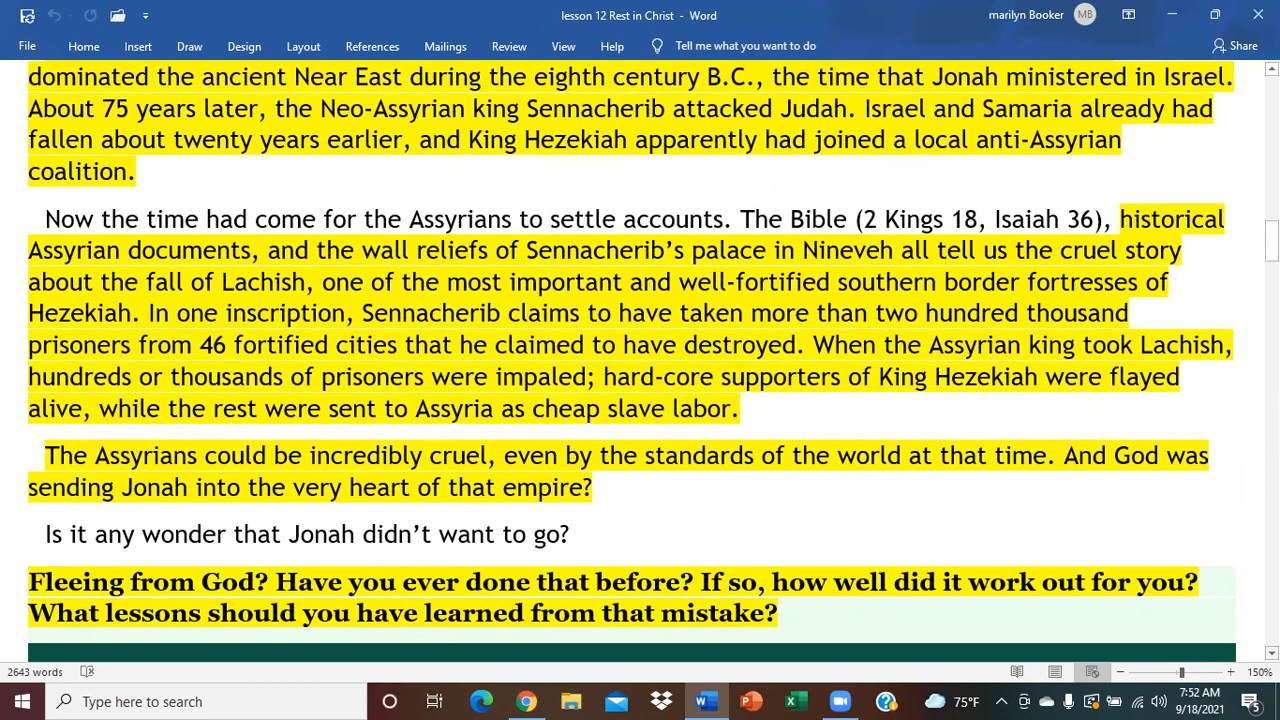 lesson 12 Rest in Christ - Word
marilyn Booker MB
File Home Insert Draw Design Layout References Mailings Review View Help Tell me what you want to do Share
dominated the ancient Near East during the eighth century B.C., the time that Jonah ministered in Israel.
About 75 years later, the Neo-Assyrian king Sennacherib attacked Judah. Israel and Samaria already had
fallen about twenty years earlier, and King Hezekiah apparently had joined a local anti-Assyrian
coalition.
Now the time had come for the Assyrians to settle accounts. The Bible (2 Kings 18, Isaiah 36), historical
Assyrian documents, and the wall reliefs of Sennacherib’s palace in Nineveh all tell us the cruel story
about the fall of Lachish, one of the most important and well-fortified southern border fortresses of
Hezekiah. In one inscription, Sennacherib claims to have taken more than two hundred thousand
prisoners from 46 fortified cities that he claimed to have destroyed. When the Assyrian king took Lachish,
hundreds or thousands of prisoners were impaled; hard-core supporters of King Hezekiah were flayed
alive, while the rest were sent to Assyria as cheap slave labor.
The Assyrians could be incredibly cruel, even by the standards of the world at that time. And God was
sending Jonah into the very heart of that empire?
Is it any wonder that Jonah didn’t want to go?
Fleeing from God? Have you ever done that before? If so, how well did it work out for you?
What lessons should you have learned from that mistake?
2643 words
150%
Type here to search
75°F
7:52 AM
9/18/2021
5